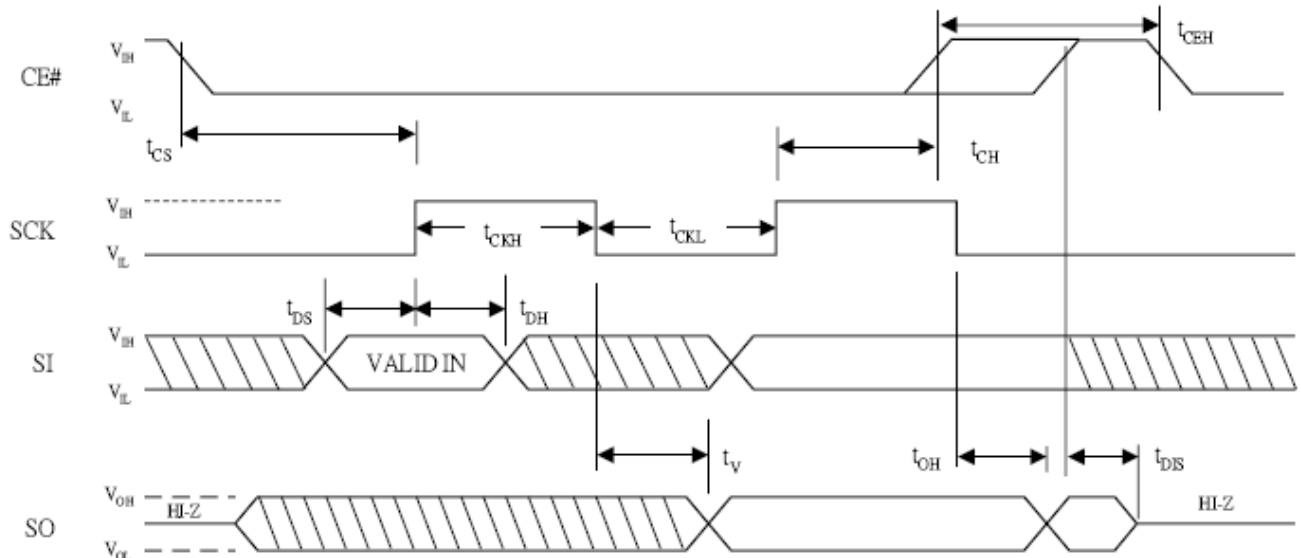 V_IH
CE#
V_IL
t_CEH
t_CS
t_CH
V_IH
SCK
V_IL
t_CKH
t_CKL
t_DS
t_DH
V_IH
SI
V_IL
VALID IN
t_V
t_OH
t_DIS
V_OH
HI-Z
SO
V_OL
HI-Z